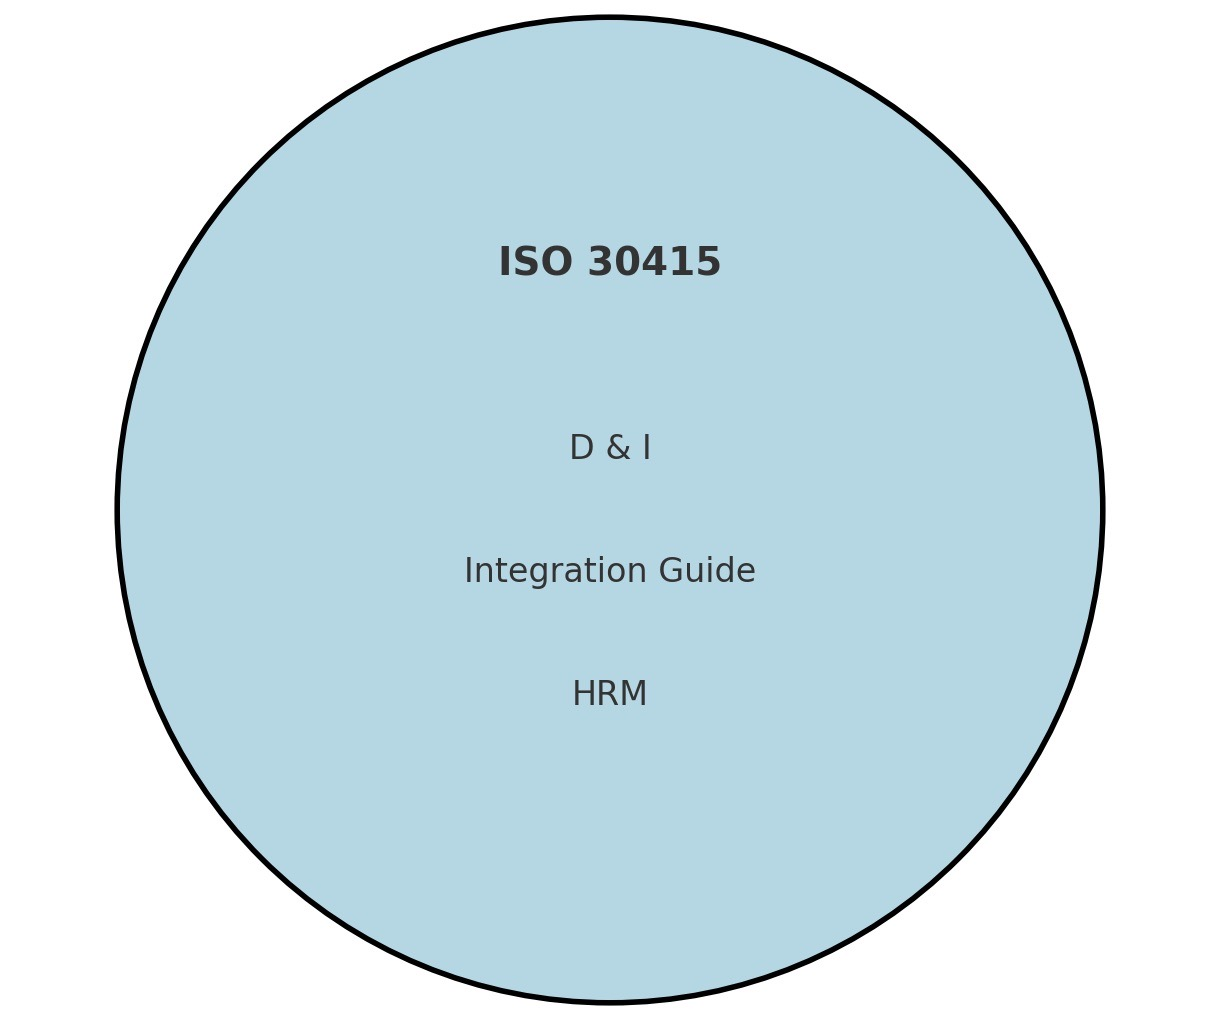 ISO 30415
D & I
Integration Guide
HRM